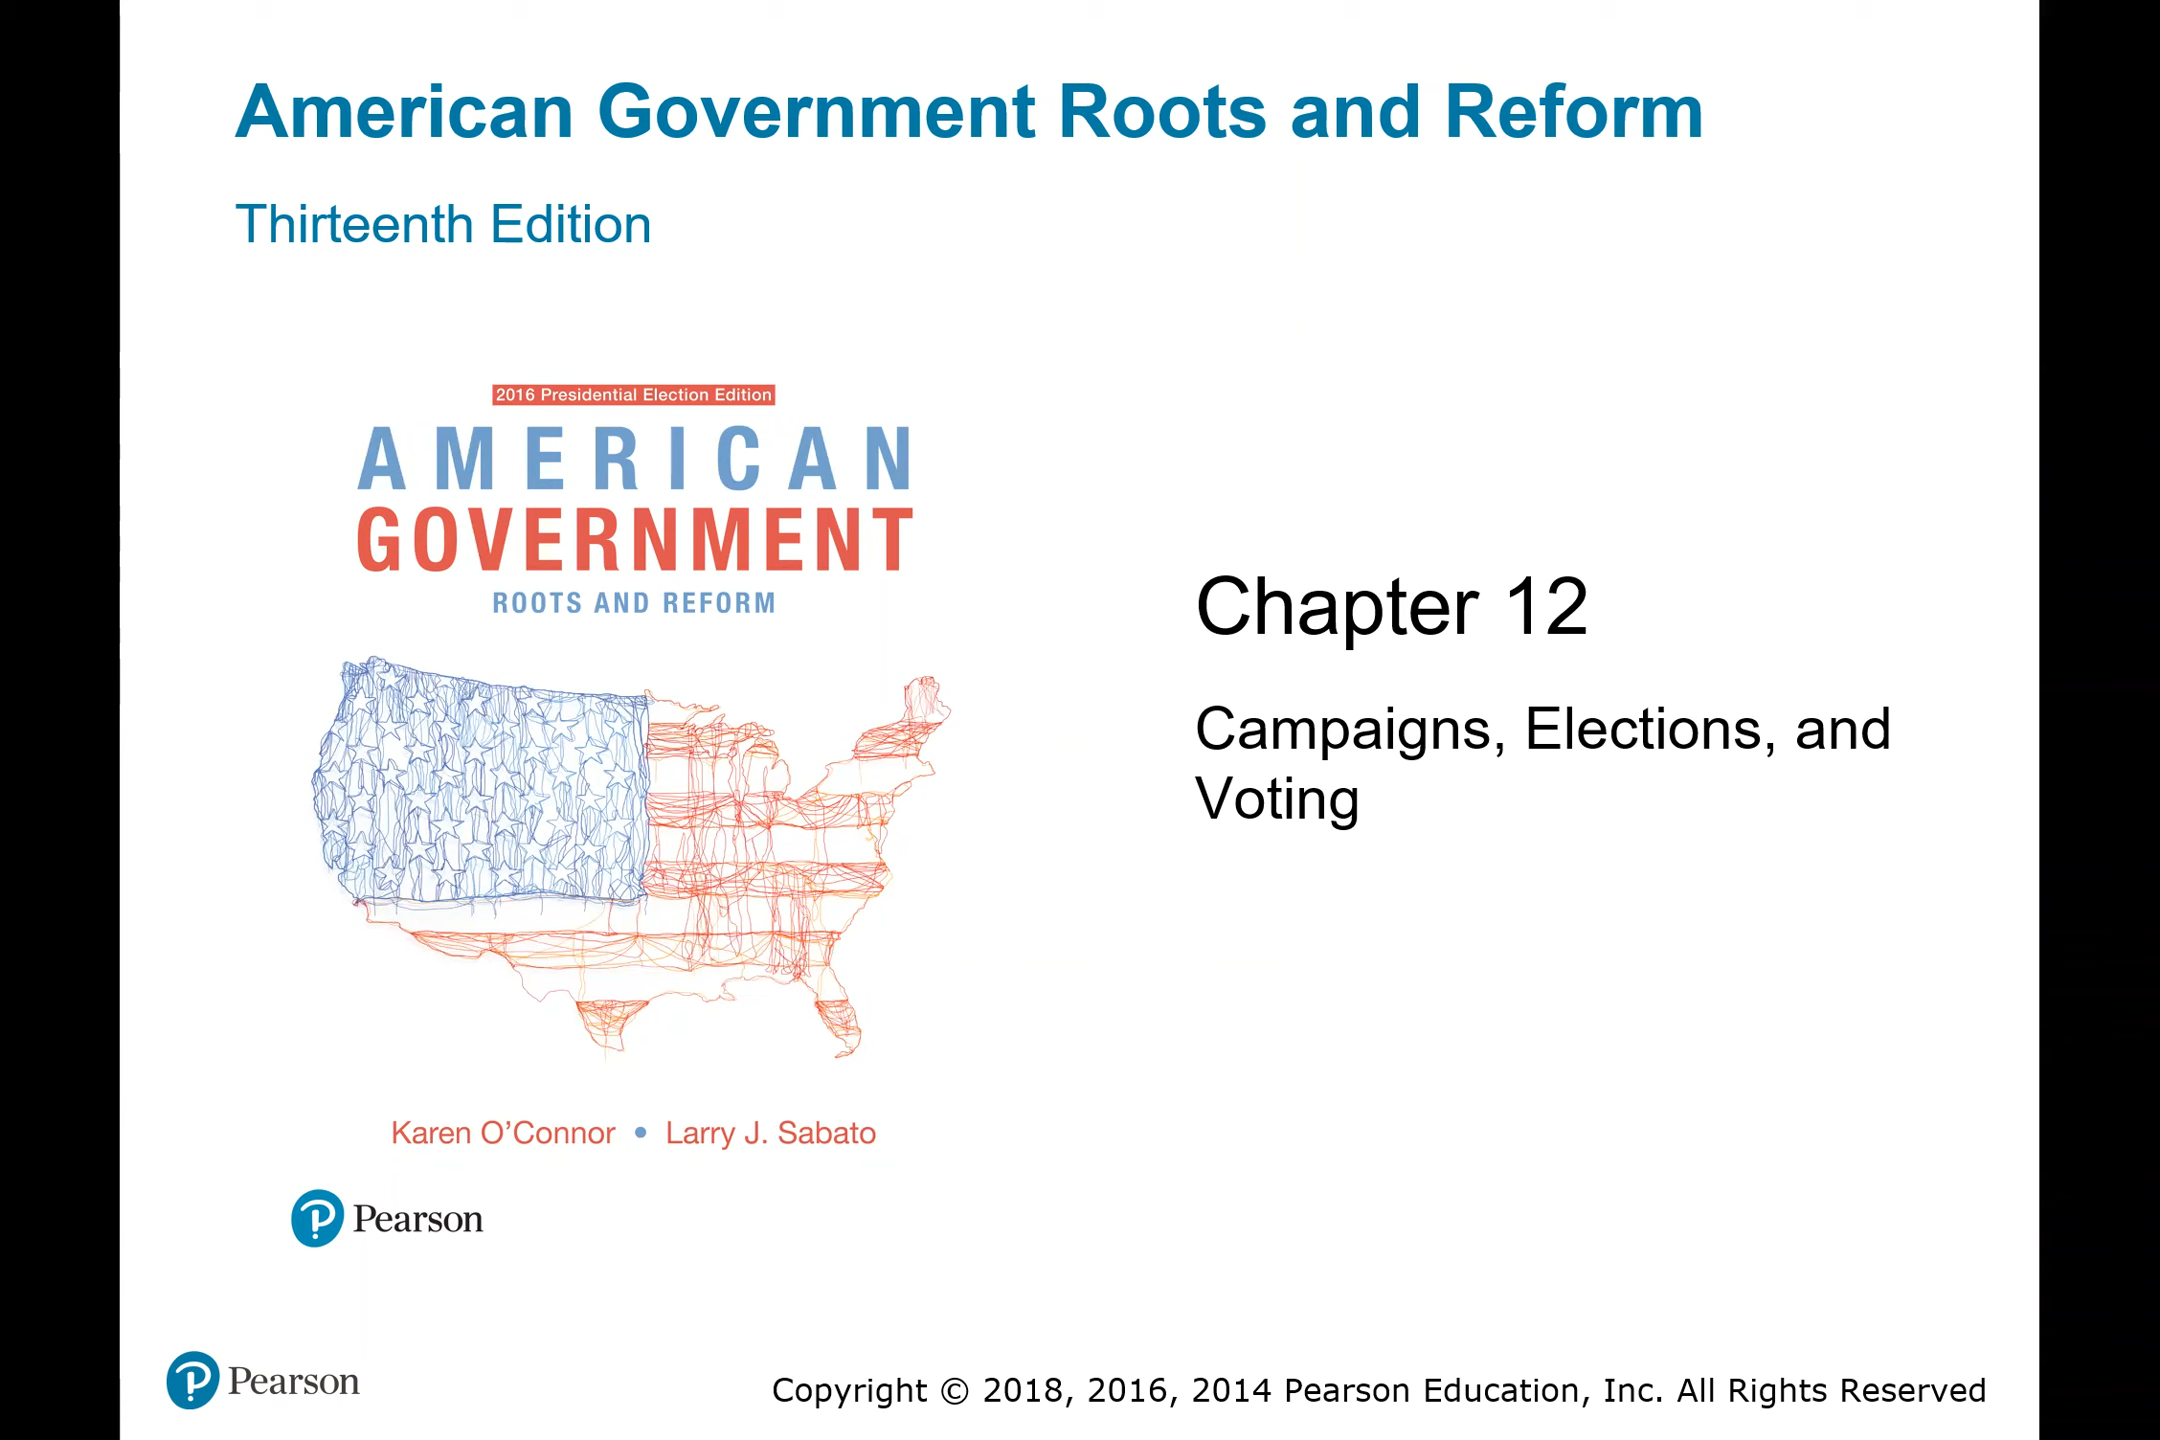 American Government Roots and Reform
Thirteenth Edition
2016 Presidential Election Edition
AMERICAN
GOVERNMENT
ROOTS AND REFORM
Karen O’Connor • Larry J. Sabato
Pearson
Chapter 12
Campaigns, Elections, and
Voting
Pearson
Copyright © 2018, 2016, 2014 Pearson Education, Inc. All Rights Reserved